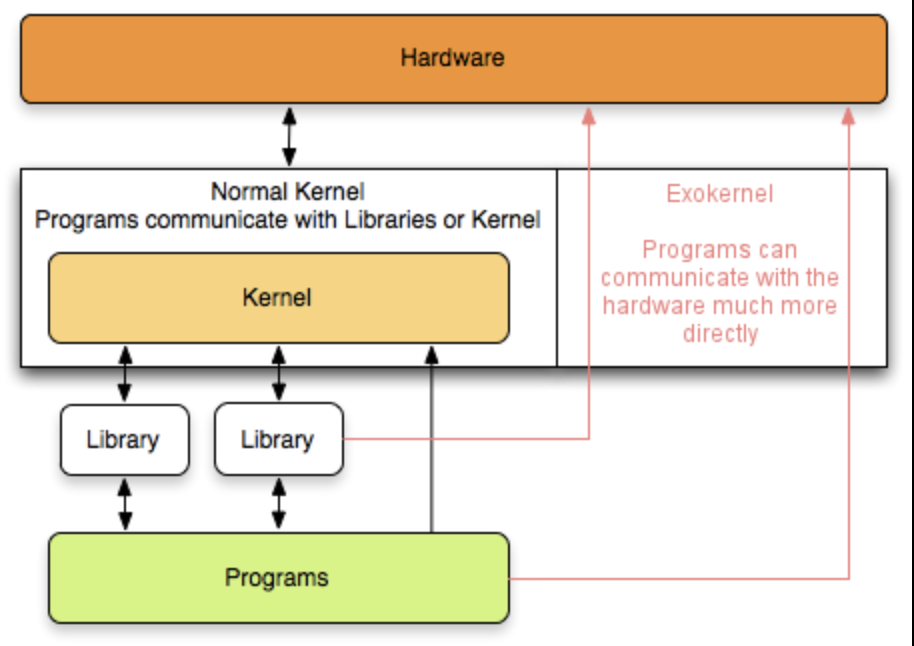 Hardware
Normal Kernel
Programs communicate with Libraries or Kernel
Kernel
Exokernel
Programs can
communicate with the
hardware much more
directly
Library
Library
Programs